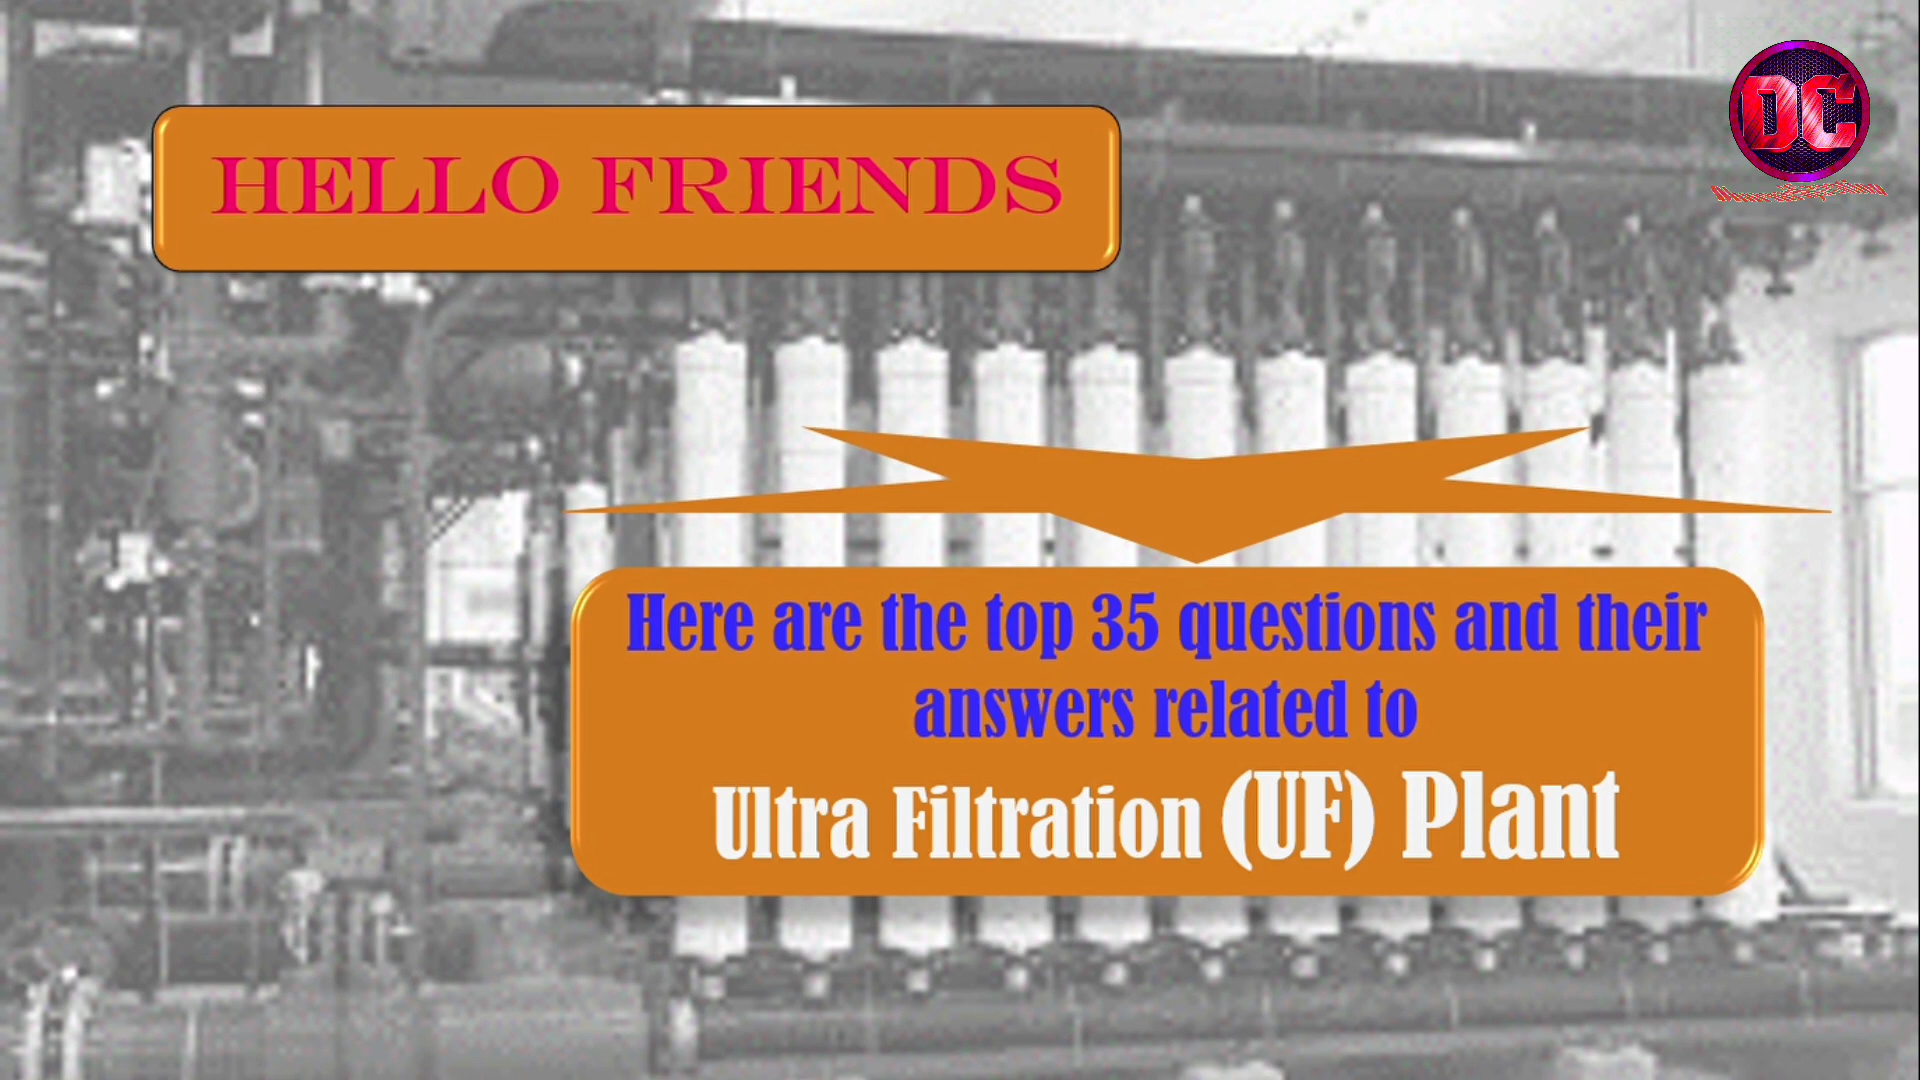 HELLO FRIENDS
DC
Here are the top 35 questions and their
answers related to
Ultra Filtration (UF) Plant